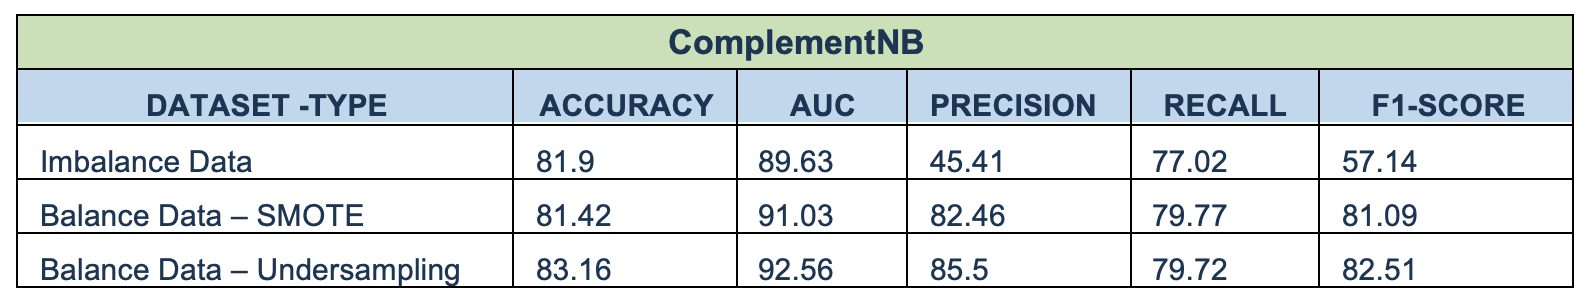 ComplementNB
DATASET -TYPE ACCURACY AUC PRECISION RECALL F1-SCORE
Imbalance Data 81.9 89.63 45.41 77.02 57.14
Balance Data – SMOTE 81.42 91.03 82.46 79.77 81.09
Balance Data – Undersampling 83.16 92.56 85.5 79.72 82.51